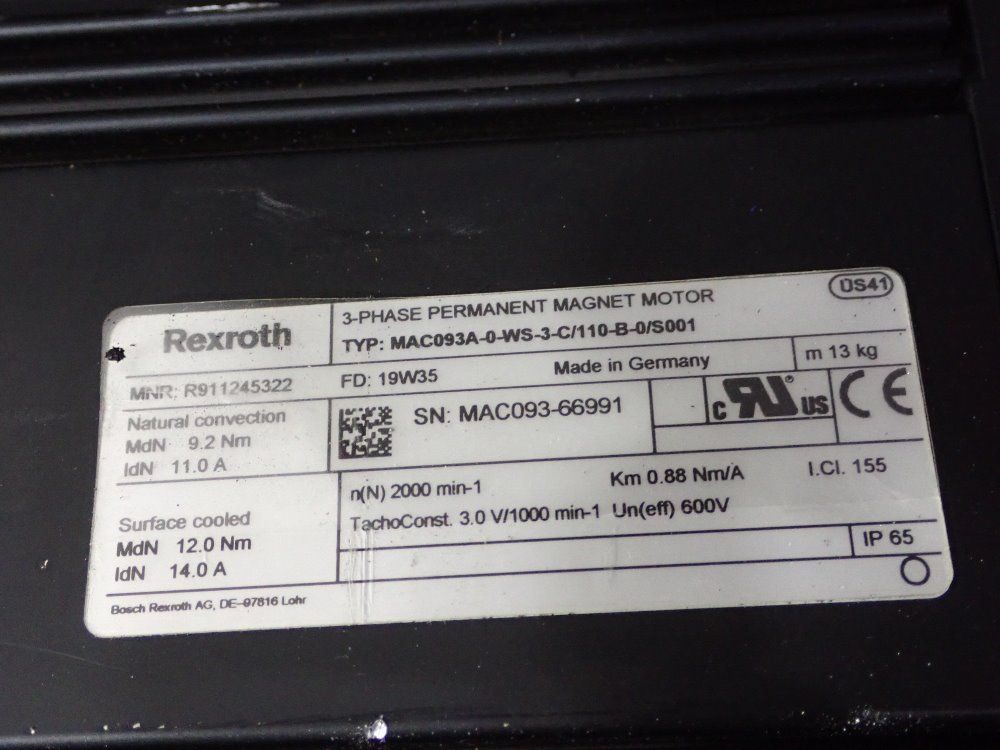 Rexroth
3-PHASE PERMANENT MAGNET MOTOR
US41
TYP: MAC093A-0-WS-3-C/110-B-0/S001
MNR: R911245322
FD: 19W35
Made in Germany
m 13 kg
Natural convection
MdN 9.2 Nm
IdN 11.0 A
SN: MAC093-66991
c RU® US
CE
n(N) 2000 min-1
Km 0.88 Nm/A
I.Cl. 155
TachoConst. 3.0 V/1000 min-1 Un(eff) 600V
Surface cooled
MdN 12.0 Nm
IdN 14.0 A
IP 65
Bosch Rexroth AG, DE-97816 Lohr